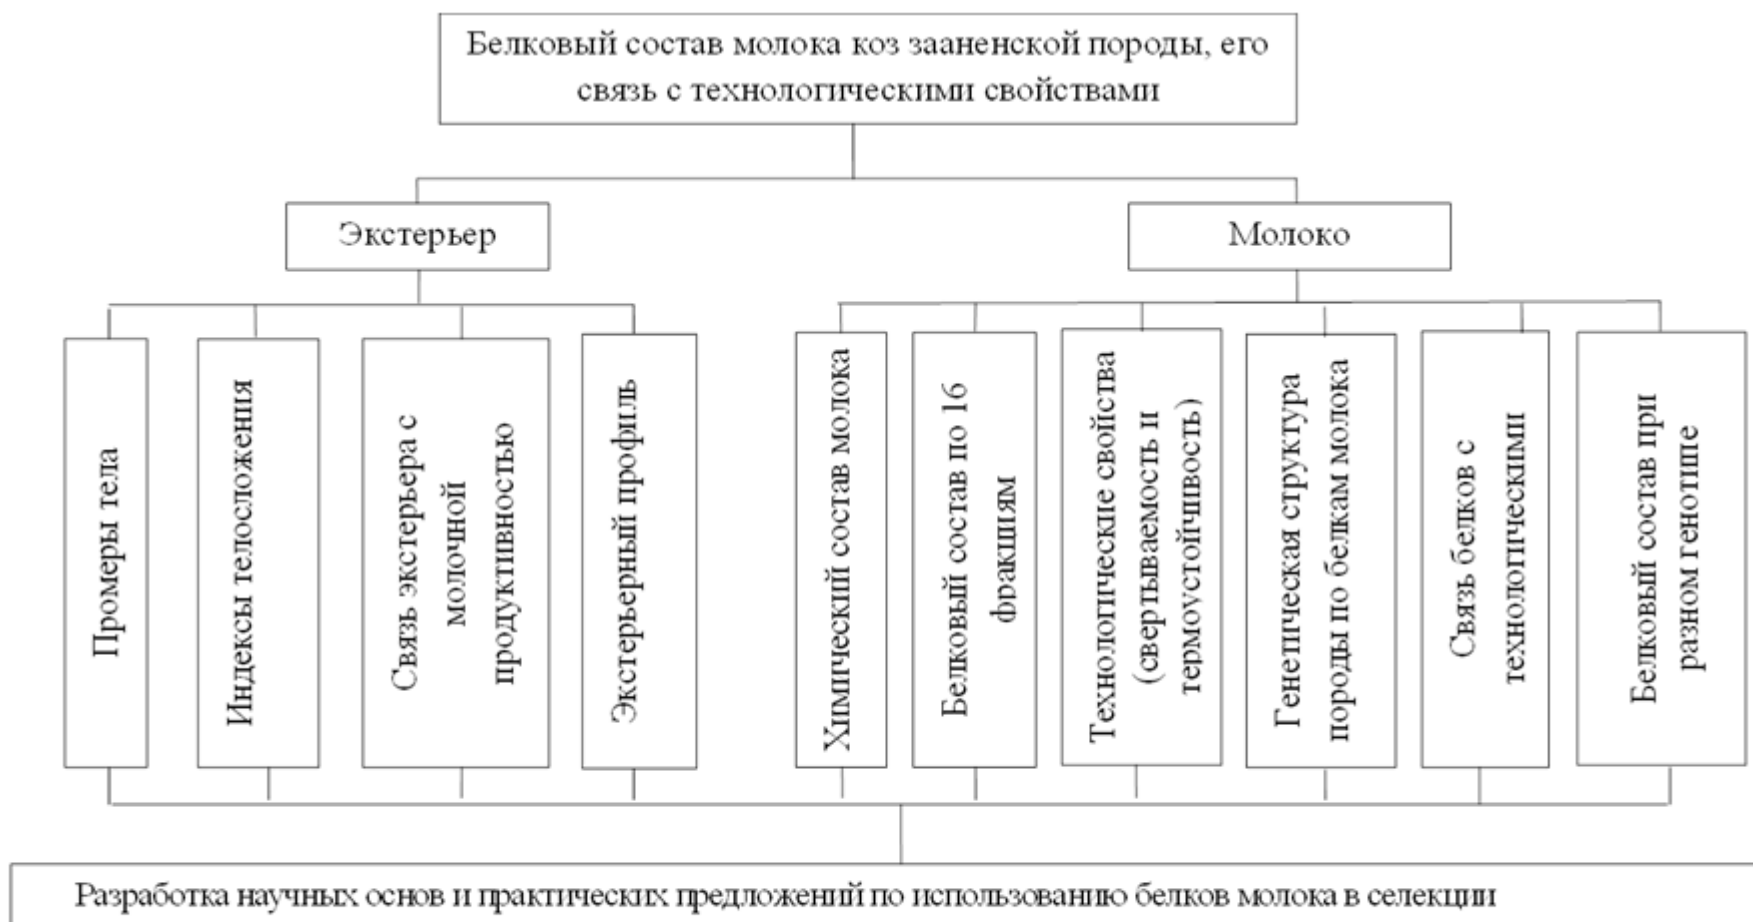 Белковый состав молока коз зааненской породы, его
связь с технологическими свойствами
Экстерьер
Молоко
Промеры тела
Индексы телосложения
Связь экстерьера с
молочной
продуктивностью
Экстерьерный профиль
Химический состав молока
Белковый состав по 16
фракциям
Технологические свойства
(свертываемость и
термоустойчивость)
Генетическая структура
породы по белкам молока
Связь белков с
технологическими
Белковый состав при
разном генотипе
Разработка научных основ и практических предложений по использованию белков молока в селекции